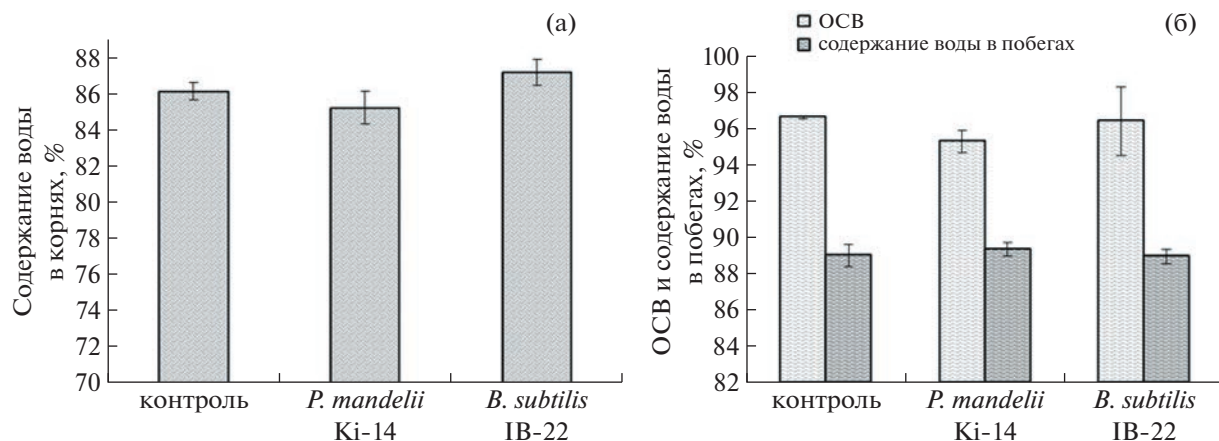 (а)
Содержание воды
в корнях, %
88
86
84
82
80
78
76
74
72
70
контроль
P. mandelii
Ki-14
B. subtilis
IB-22
(б)
ОСВ
содержание воды в побегах
ОСВ и содержание воды
в побегах, %
100
98
96
94
92
90
88
86
84
82
контроль
P. mandelii
Ki-14
B. subtilis
IB-22